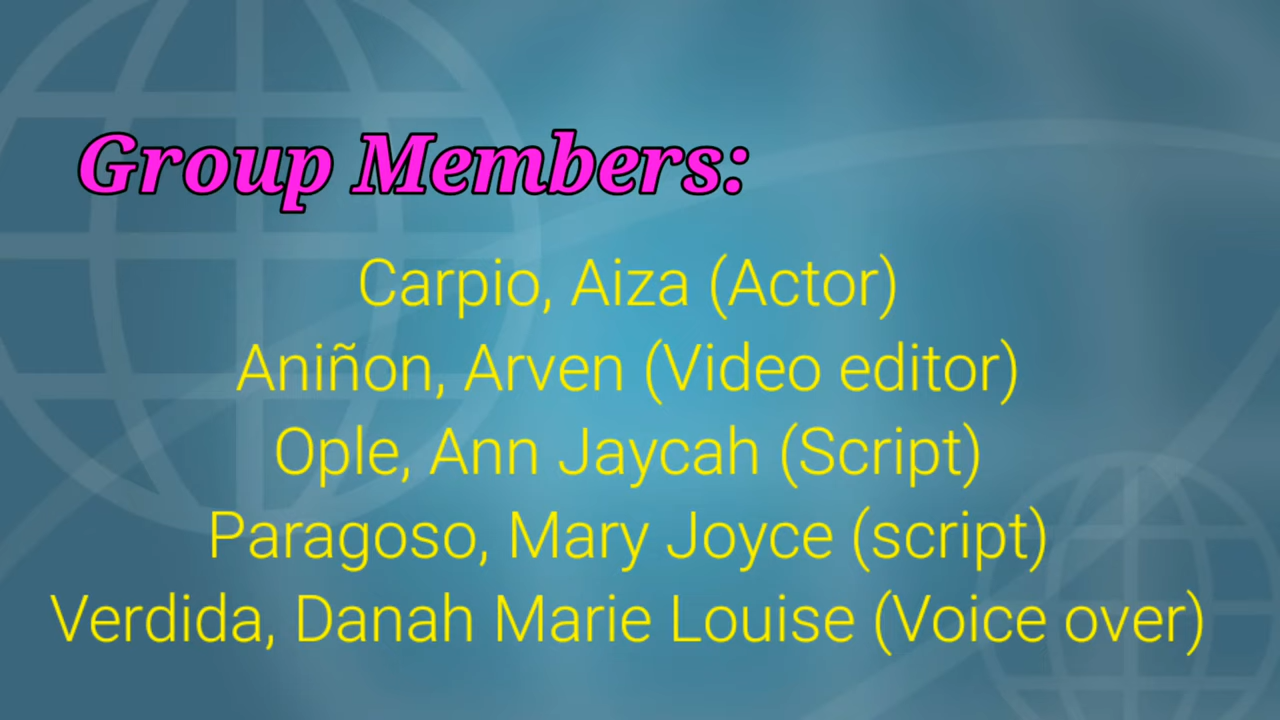 Group Members:
Carpio, Aiza (Actor)
Aniñon, Arven (Video editor)
Ople, Ann Jaycah (Script)
Paragoso, Mary Joyce (script)
Verdida, Danah Marie Louise (Voice over)